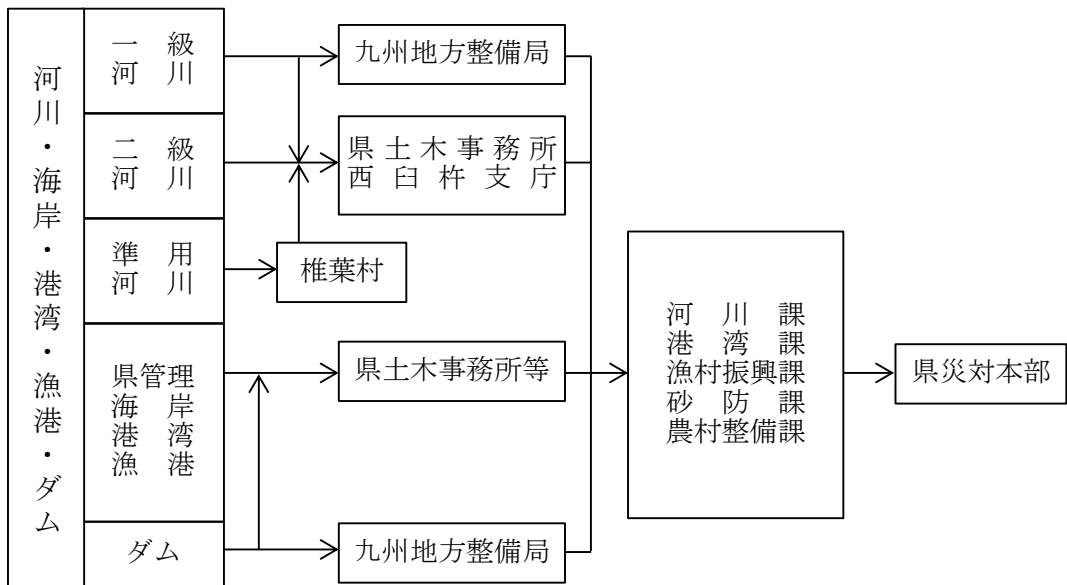 河川・海岸・港湾・漁港・ダム
一級
河川
二級
河川
準用
河川
県管理
海岸
港湾
漁港
ダム
九州地方整備局
県土木事務所
西臼杵支庁
椎葉村
県土木事務所等
九州地方整備局
河川課
港湾課
漁村振興課
砂防課
農村整備課
県災対本部